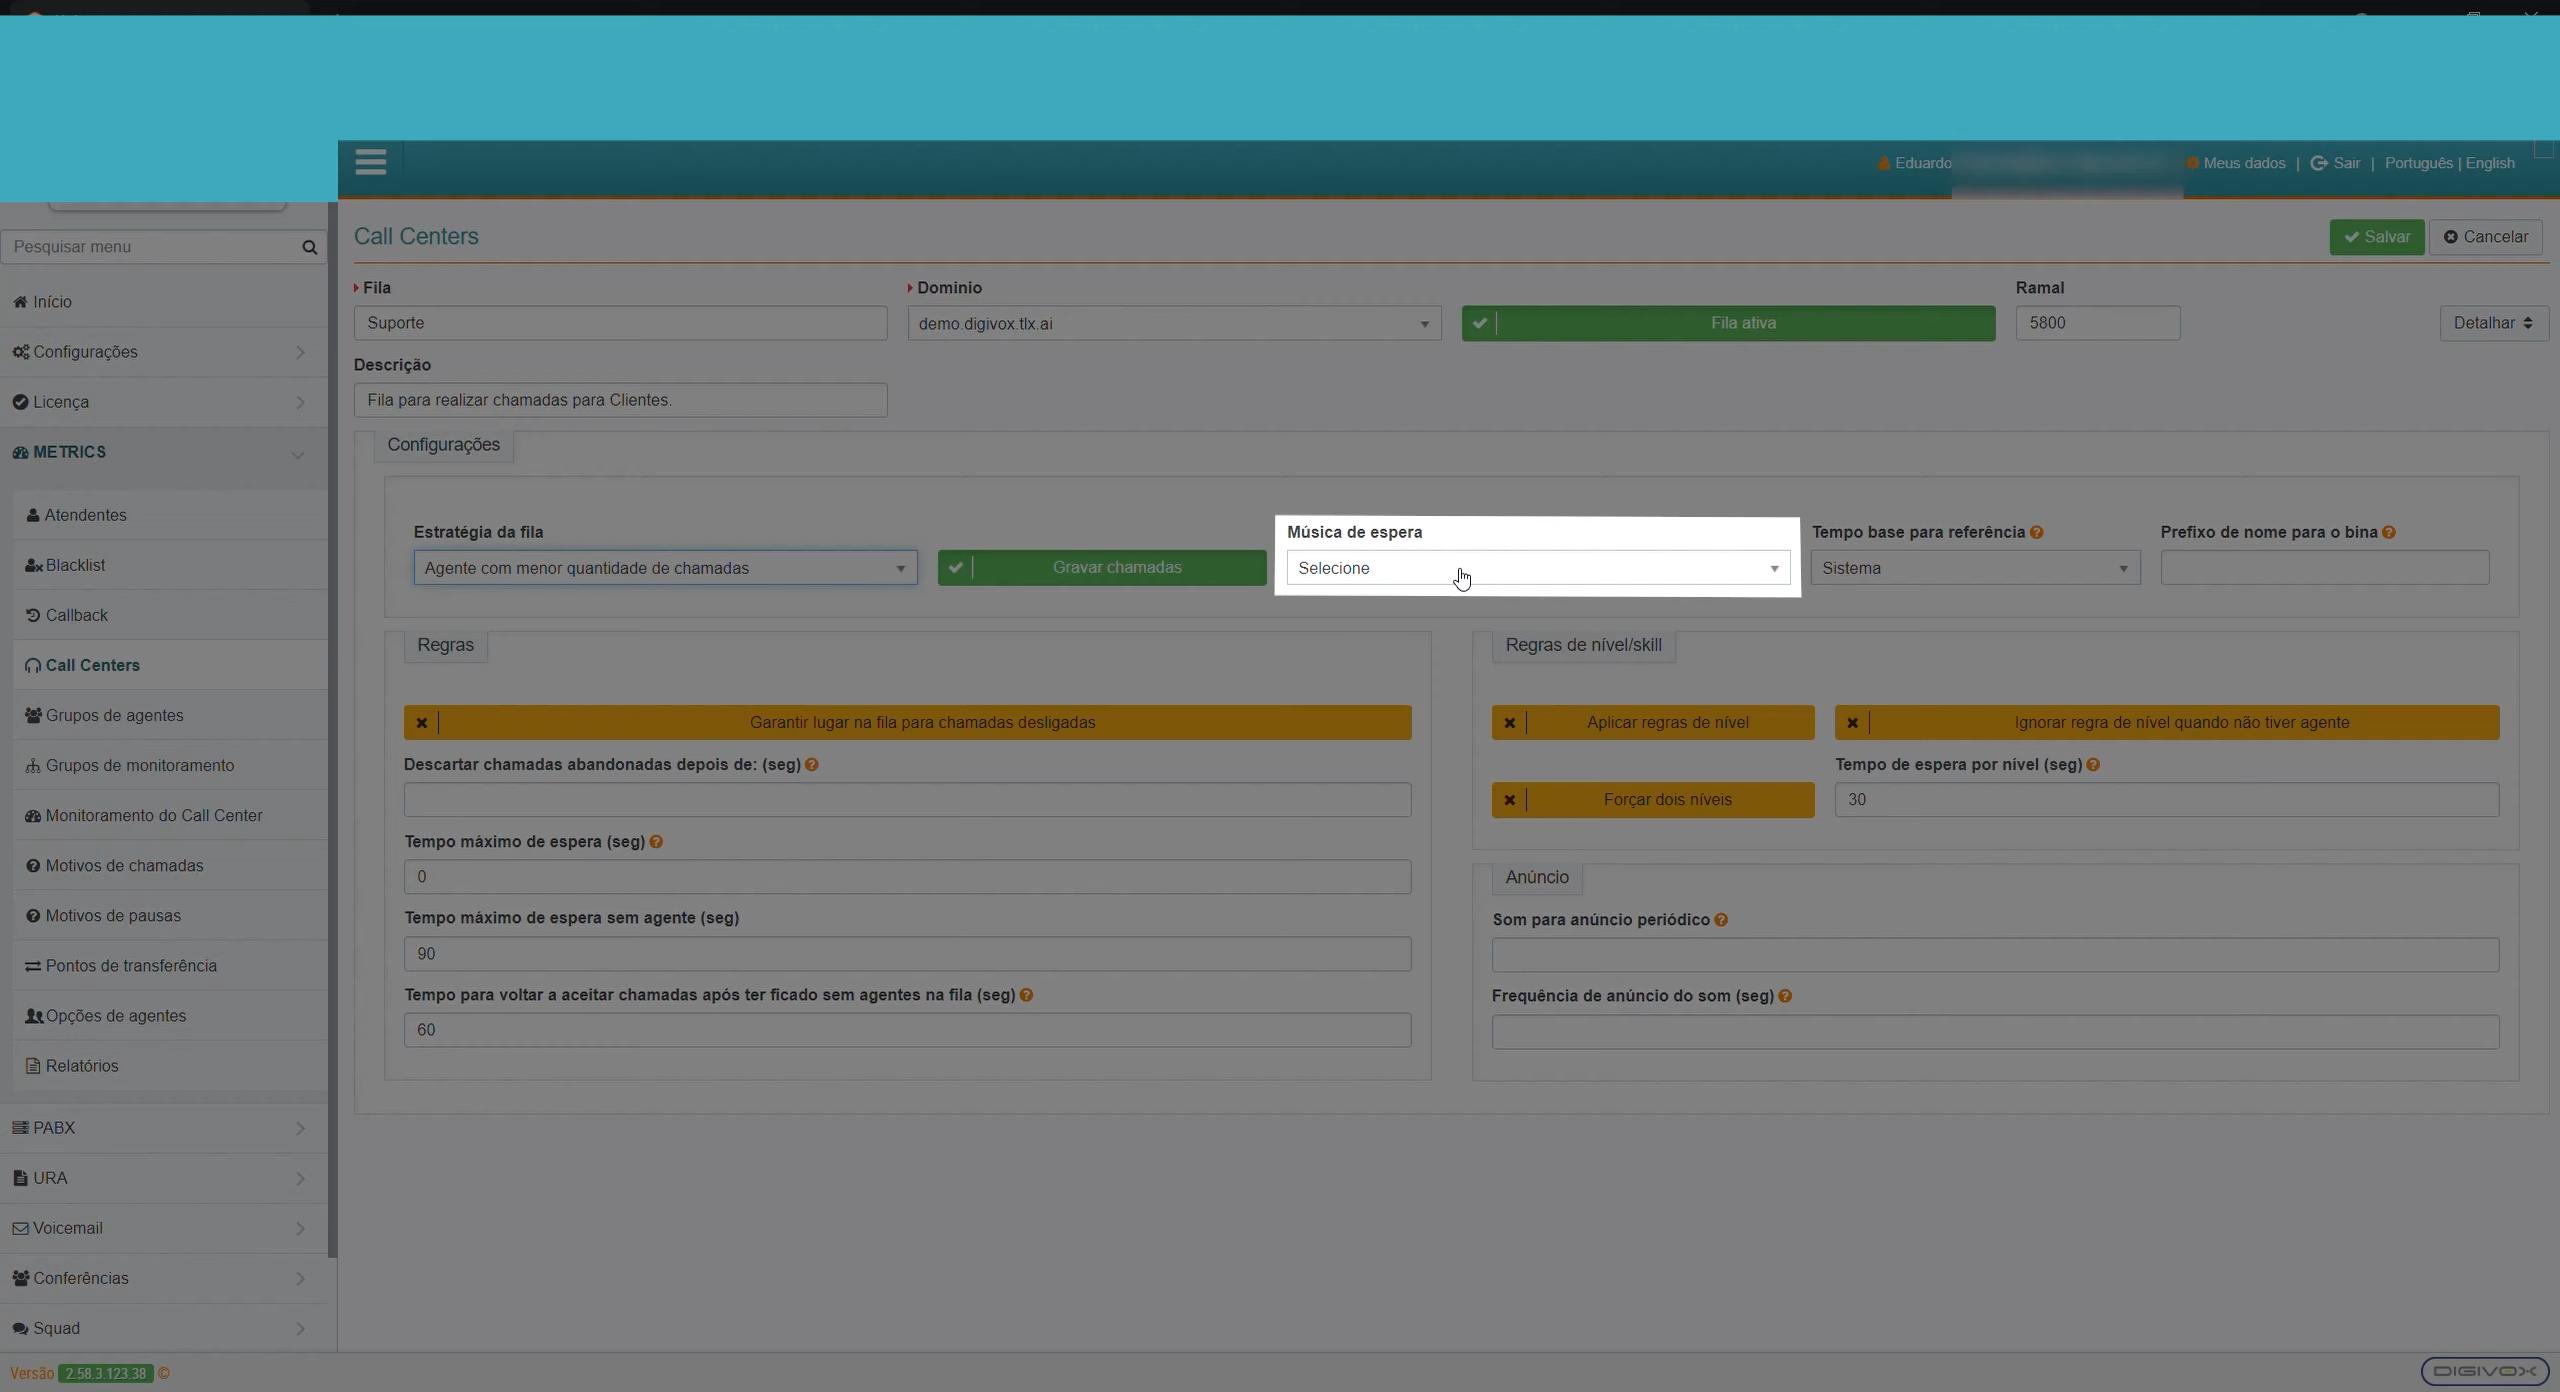 Eduardo
Meus dados | Sair | Português | English
Pesquisar menu
Início
Configurações
Licença
METRICS
Atendentes
Blacklist
Callback
Call Centers
Grupos de agentes
Grupos de monitoramento
Monitoramento do Call Center
Motivos de chamadas
Motivos de pausas
Pontos de transferência
Opções de agentes
Relatórios
PABX
URA
Voicemail
Conferências
Squad
Call Centers
Salvar
Cancelar
Fila
Dominio
Ramal
Suporte
demo.digivox.tlx.ai
Fila ativa
5800
Detalhar
Descrição
Fila para realizar chamadas para Clientes.
Configurações
Estratégia da fila
Música de espera
Tempo base para referência
Prefixo de nome para o bina
Agente com menor quantidade de chamadas
Gravar chamadas
Selecione
Sistema
Regras
Garantir lugar na fila para chamadas desligadas
Descartar chamadas abandonadas depois de: (seg)
Tempo máximo de espera (seg)
0
Tempo máximo de espera sem agente (seg)
90
Tempo para voltar a aceitar chamadas após ter ficado sem agentes na fila (seg)
60
Regras de nível/skill
Aplicar regras de nível
Ignorar regra de nível quando não tiver agente
Tempo de espera por nível (seg)
Forçar dois níveis
30
Anúncio
Som para anúncio periódico
Frequência de anúncio do som (seg)
Versão 2.58.3.123.38 ©
DIGIVOX